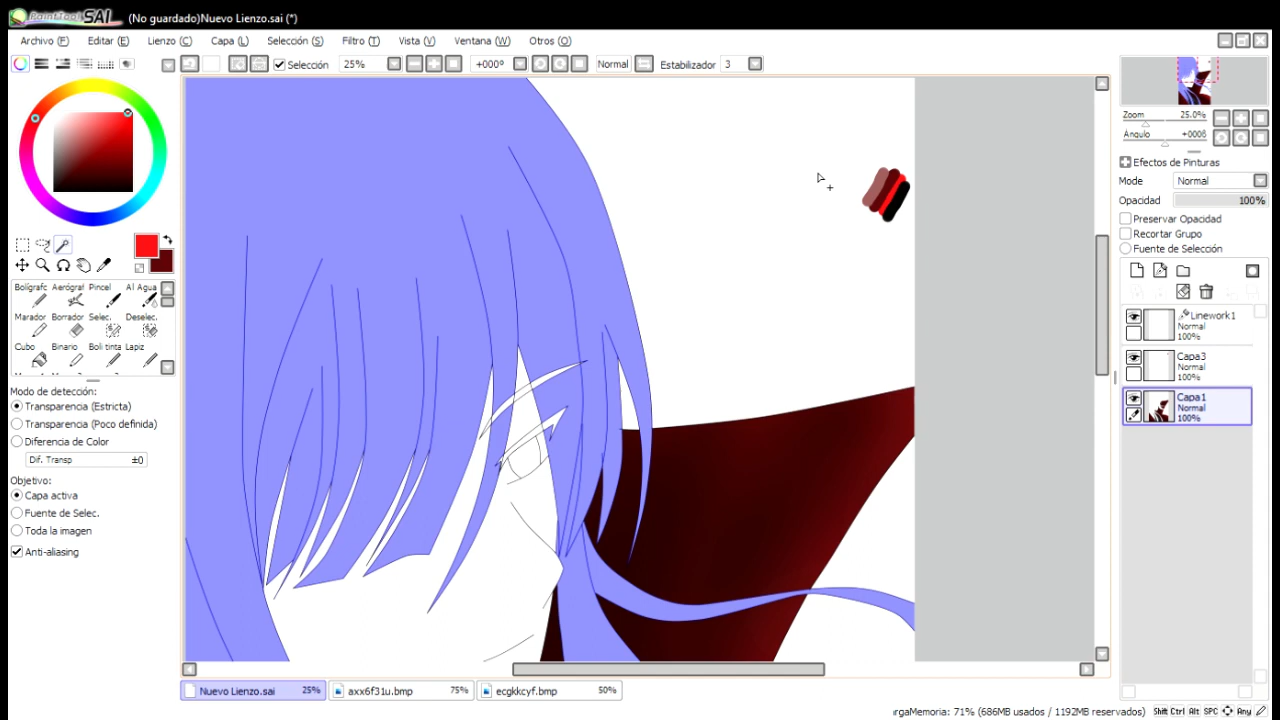 PaintTool SAI (No guardado)Nuevo Lienzo.sai (*)
Archivo (F) Editar (E) Lienzo (C) Capa (L) Selección (S) Filtro (T) Vista (V) Ventana (W) Otros (O)
Selección 25% +000º Normal Estabilizador 3
Zoom 25.0%
Angulo +000ß
Efectos de Pinturas
Mode Normal
Opacidad 100%
Preservar Opacidad
Recortar Grupo
Fuente de Selección
Linework1
Normal
100%
Capa3
Normal
100%
Capa1
Normal
100%
Bolígrafc Aerógraf Pincel Al Agua
Marador Borrador Selec. Deselec.
Cubo Binario Boli tinta Lapiz
Modo de detección:
Transparencia (Estricta)
Transparencia (Poco definida)
Diferencia de Color
Dif. Transp ±0
Objetivo:
Capa activa
Fuente de Selec.
Toda la imagen
Anti-aliasing
Nuevo Lienzo.sai 25% axx6f31u.bmp 75% ecgkkcyf.bmp 50%
argaMemoria: 71% (686MB usados / 1192MB reservados) Shift Ctrl Alt SPC Any